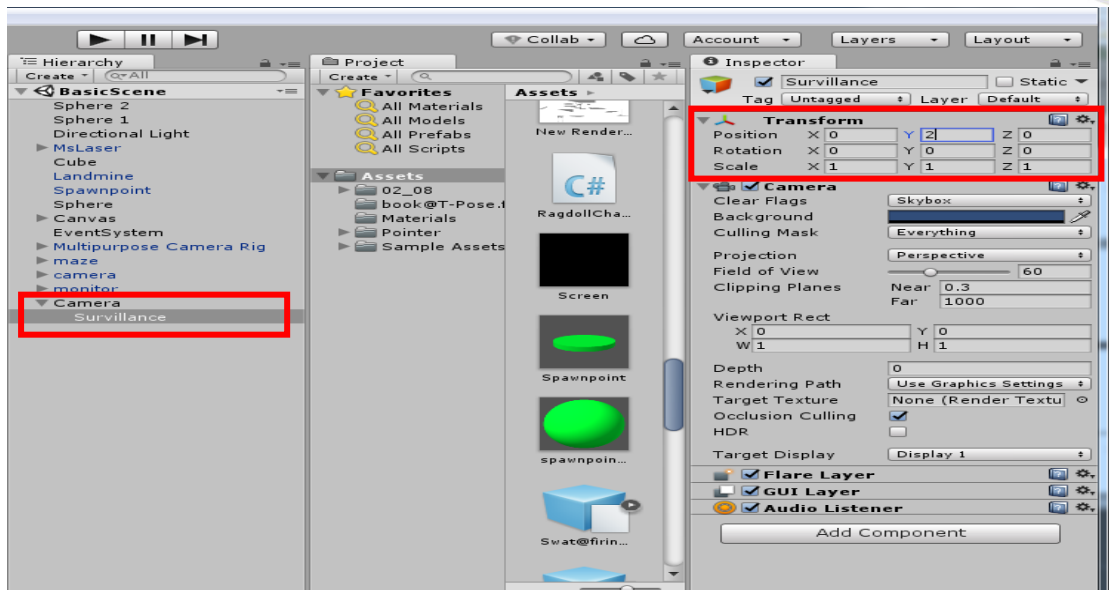 Collab
Account
Layers
Layout
Hierarchy
Create
All
BasicScene
Sphere 2
Sphere 1
Directional Light
MsLaser
Cube
Landmine
Spawnpoint
Sphere
Canvas
EventSystem
Multipurpose Camera Rig
maze
camera
monitor
Camera
Survillance
Project
Create
Favorites
All Materials
All Models
All Prefabs
All Scripts
Assets
02_08
book@T-Pose.f
Materials
Pointer
Sample Assets
Assets
New Render...
C#
RagdollCha...
Screen
Spawnpoint
spawnpoin...
Swat@firin...
Inspector
Survillance Static
Tag Untagged Layer Default
Transform
Position X 0 Y 2 Z 0
Rotation X 0 Y 0 Z 0
Scale X 1 Y 1 Z 1
Camera
Clear Flags Skybox
Background
Culling Mask Everything
Projection Perspective
Field of View 60
Clipping Planes Near 0.3
Far 1000
Viewport Rect
X 0 Y 0
W 1 H 1
Depth 0
Rendering Path Use Graphics Settings
Target Texture None (Render Textu
Occlusion Culling
HDR
Target Display Display 1
Flare Layer
GUI Layer
Audio Listener
Add Component